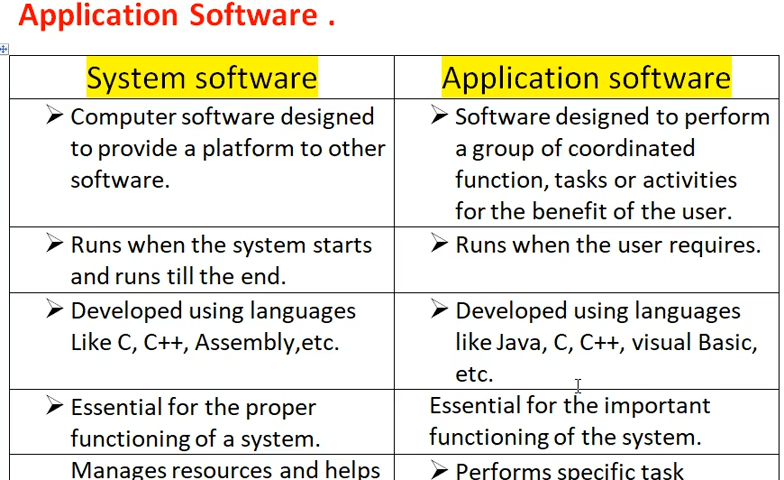 Application Software .
System software
Application software
Computer software designed
to provide a platform to other
software.
Software designed to perform
a group of coordinated
function, tasks or activities
for the benefit of the user.
Runs when the system starts
and runs till the end.
Runs when the user requires.
Developed using languages
Like C, C++, Assembly,etc.
Developed using languages
like Java, C, C++, visual Basic,
etc.
Essential for the proper
functioning of a system.
Essential for the important
functioning of the system.
Manages resources and helps
Performs specific task